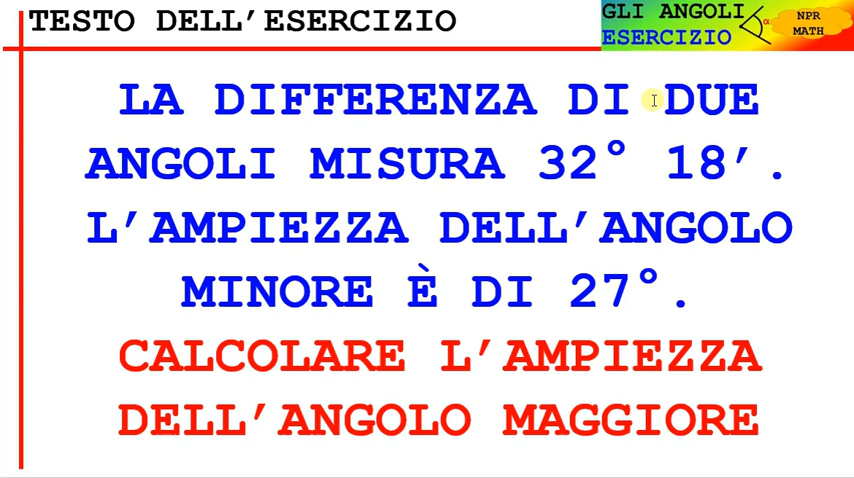 TESTO DELL'ESERCIZIO
GLI ANGOLI
ESERCIZIO
α
NPR
MATH
LA DIFFERENZA DI DUE
ANGOLI MISURA 32° 18′.
L'AMPIEZZA DELL'ANGOLO
MINORE È DI 27°.
CALCOLARE L'AMPIEZZA
DELL'ANGOLO MAGGIORE